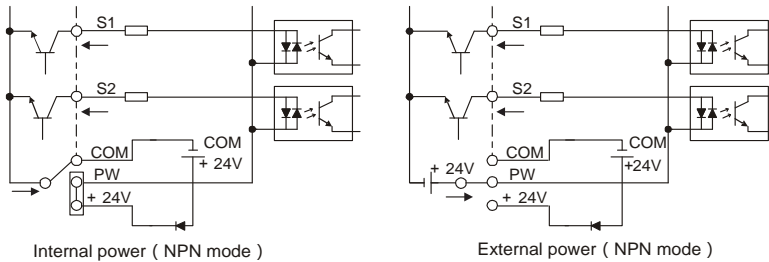 S1
S2
COM
COM
+ 24V
PW
+ 24V
Internal power ( NPN mode )
S1
S2
COM
COM
+24V
+ 24V
PW
+ 24V
External power ( NPN mode )